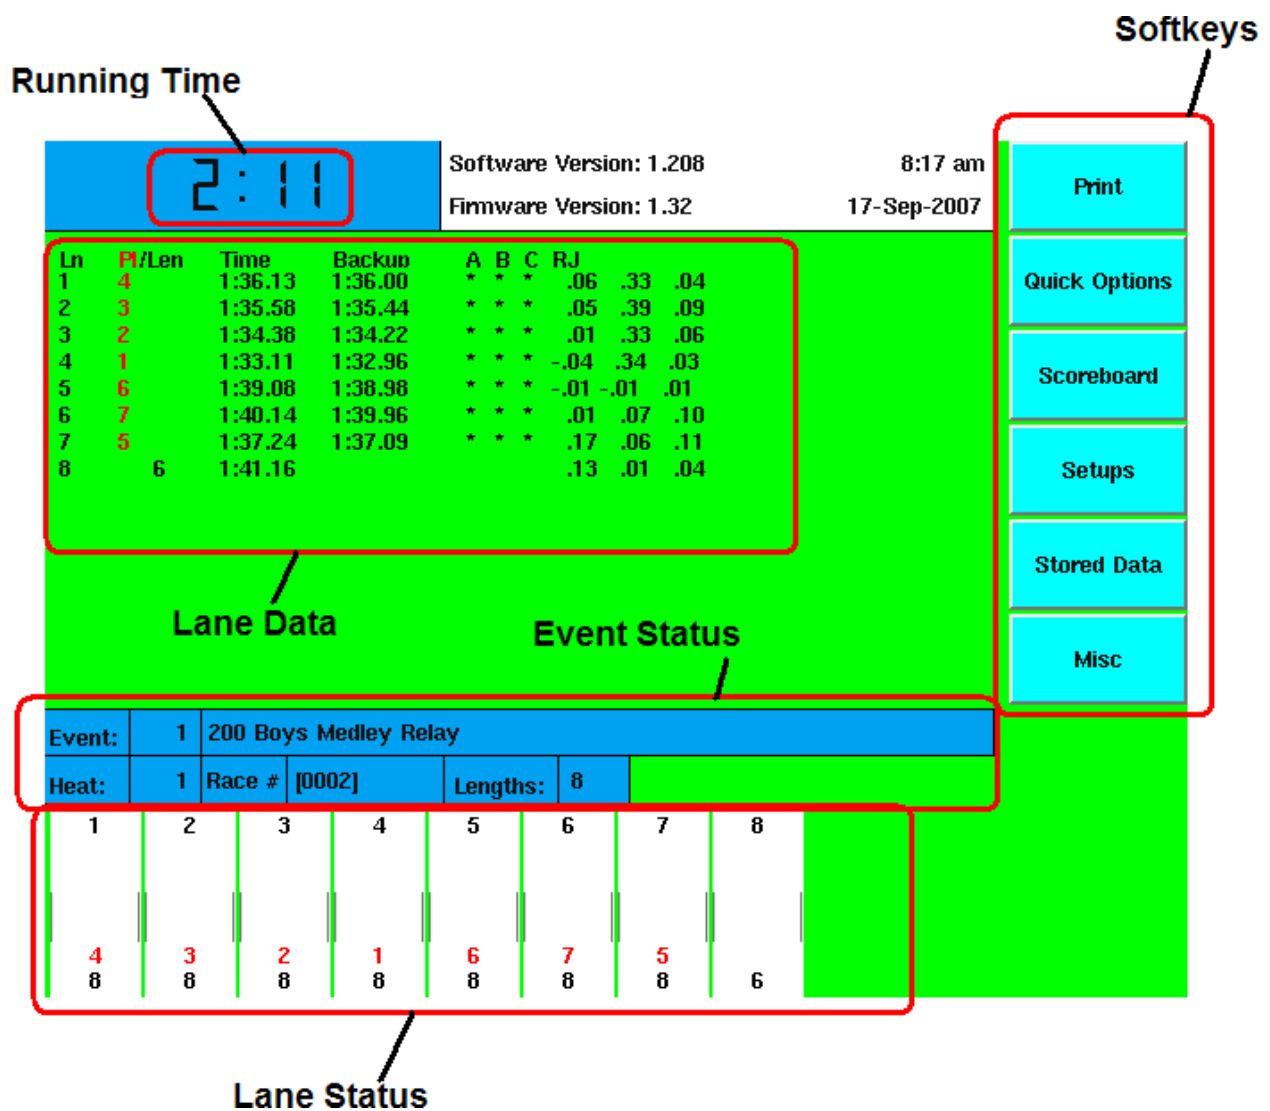 Softkeys
Running Time
2:11
Software Version: 1.208 8:17 am
Firmware Version: 1.32 17-Sep-2007
Print
Quick Options
Scoreboard
Setups
Stored Data
Misc
Ln Pl/Len Time Backup A B C RJ
1 4 1:36.13 1:36.00 * * * .06 .33 .04
2 3 1:35.58 1:35.44 * * * .05 .39 .09
3 2 1:34.38 1:34.22 * * * .01 .33 .06
4 1 1:33.11 1:32.96 * * * -.04 .34 .03
5 6 1:39.08 1:38.98 * * * -.01 -.01 .01
6 7 1:40.14 1:39.96 * * * .01 .07 .10
7 5 1:37.24 1:37.09 * * * .17 .06 .11
8 6 1:41.16 .13 .01 .04
Lane Data
Event Status
Event: 1 200 Boys Medley Relay
Heat: 1 Race # [0002] Lengths: 8
1 2 3 4 5 6 7 8
4 3 2 1 6 7 5
8 8 8 8 8 8 8 6
Lane Status